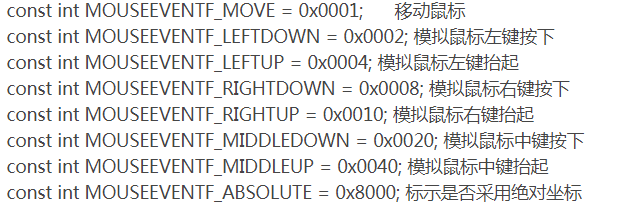 const int MOUSEEVENTF_MOVE = 0x0001;      移动鼠标
const int MOUSEEVENTF_LEFTDOWN = 0x0002; 模拟鼠标左键按下
const int MOUSEEVENTF_LEFTUP = 0x0004; 模拟鼠标左键抬起
const int MOUSEEVENTF_RIGHTDOWN = 0x0008; 模拟鼠标右键按下
const int MOUSEEVENTF_RIGHTUP = 0x0010; 模拟鼠标右键抬起
const int MOUSEEVENTF_MIDDLEDOWN = 0x0020; 模拟鼠标中键按下
const int MOUSEEVENTF_MIDDLEUP = 0x0040; 模拟鼠标中键抬起
const int MOUSEEVENTF_ABSOLUTE = 0x8000; 标示是否采用绝对坐标